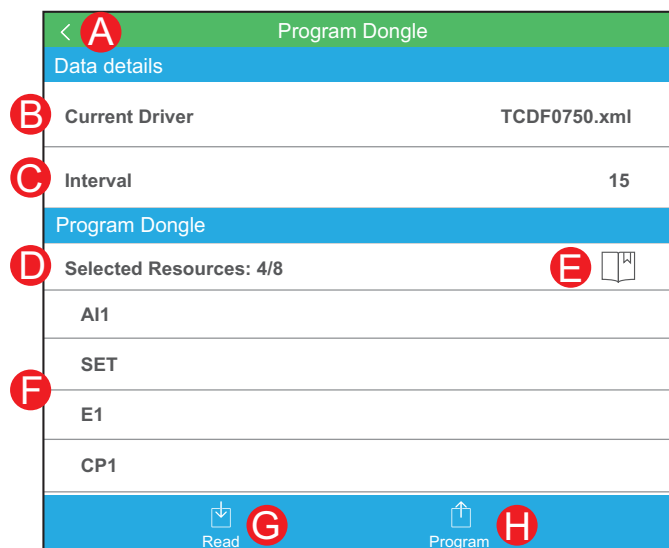 A Program Dongle
Data details
B Current Driver TCDF0750.xml
C Interval 15
Program Dongle
D Selected Resources: 4/8 E
AI1
SET
F
E1
CP1
G H
Read Program